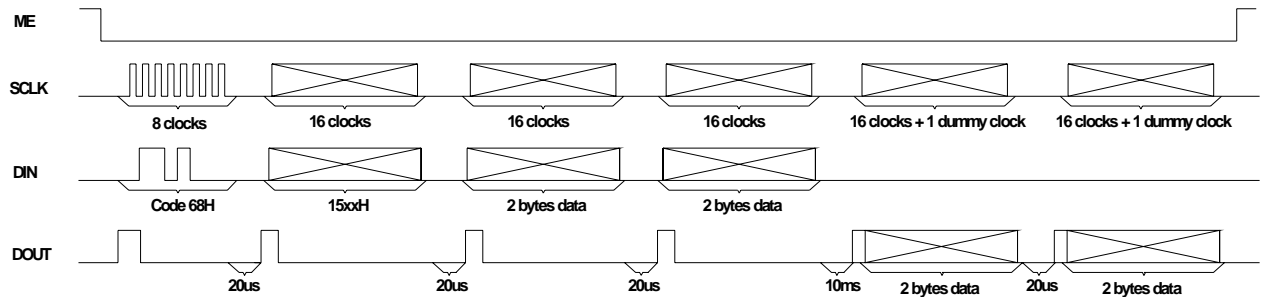 ME
SCLK
8 clocks 16 clocks 16 clocks 16 clocks 16 clocks + 1 dummy clock 16 clocks + 1 dummy clock
DIN
Code 68H 15xxH 2 bytes data 2 bytes data
DOUT
20us 20us 20us 10ms 2 bytes data 20us 2 bytes data